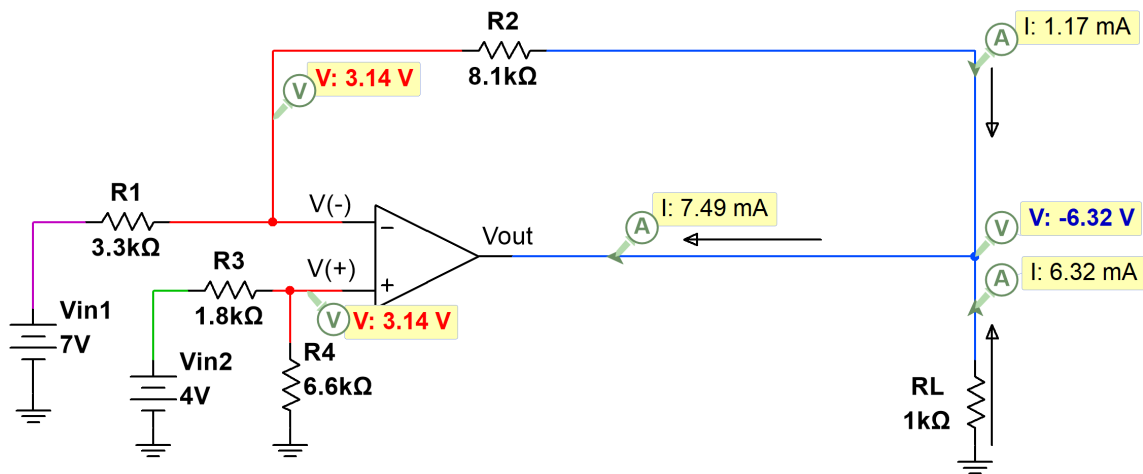 R2
8.1kΩ
A
I: 1.17 mA
V
V: 3.14 V
R1
3.3kΩ
V(-)
−
Vout
A
I: 7.49 mA
V
V: -6.32 V
R3
1.8kΩ
V(+)
+
V
V: 3.14 V
A
I: 6.32 mA
Vin1
7V
Vin2
4V
R4
6.6kΩ
RL
1kΩ